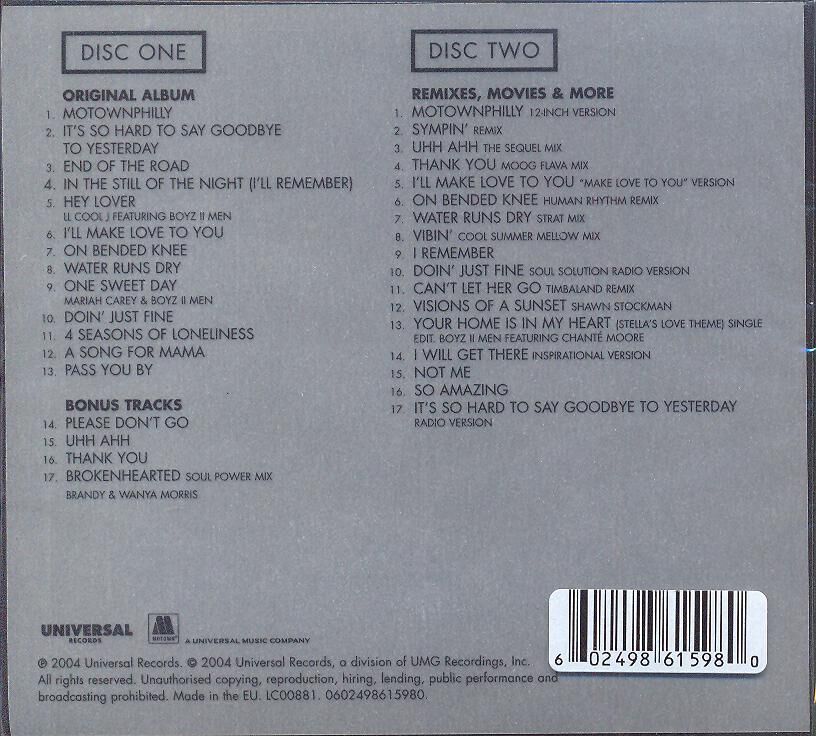 DISC ONE
ORIGINAL ALBUM
1. MOTOWNPHILLY
2. IT'S SO HARD TO SAY GOODBYE
TO YESTERDAY
3. END OF THE ROAD
4. IN THE STILL OF THE NIGHT (I'LL REMEMBER)
5. HEY LOVER
LL COOL J FEATURING BOYZ II MEN
6. I'LL MAKE LOVE TO YOU
7. ON BENDED KNEE
8. WATER RUNS DRY
9. ONE SWEET DAY
MARIAH CAREY & BOYZ II MEN
10. DOIN' JUST FINE
11. 4 SEASONS OF LONELINESS
12. A SONG FOR MAMA
13. PASS YOU BY
BONUS TRACKS
14. PLEASE DON'T GO
15. UHH AHH
16. THANK YOU
17. BROKENHEARTED SOUL POWER MIX
BRANDY & WANYA MORRIS
DISC TWO
REMIXES, MOVIES & MORE
1. MOTOWNPHILLY 12-INCH VERSION
2. SYMPIN' REMIX
3. UHH AHH THE SEQUEL MIX
4. THANK YOU MOOG FLAVA MIX
5. I'LL MAKE LOVE TO YOU "MAKE LOVE TO YOU" VERSION
6. ON BENDED KNEE HUMAN RHYTHM REMIX
7. WATER RUNS DRY STRAT MIX
8. VIBIN' COOL SUMMER MELLOW MIX
9. I REMEMBER
10. DOIN' JUST FINE SOUL SOLUTION RADIO VERSION
11. CAN'T LET HER GO TIMBALAND REMIX
12. VISIONS OF A SUNSET SHAWN STOCKMAN
13. YOUR HOME IS IN MY HEART (STELLA'S LOVE THEME) SINGLE
EDIT. BOYZ II MEN FEATURING CHANTÉ MOORE
14. I WILL GET THERE INSPIRATIONAL VERSION
15. NOT ME
16. SO AMAZING
17. IT'S SO HARD TO SAY GOODBYE TO YESTERDAY
RADIO VERSION
UNIVERSAL
RECORDS
MOTOWN
A UNIVERSAL MUSIC COMPANY
℗ 2004 Universal Records. © 2004 Universal Records, a division of UMG Recordings, Inc.
All rights reserved. Unauthorised copying, reproduction, hiring, lending, public performance and
broadcasting prohibited. Made in the EU. LC00881. 0602498615980.
6 02498 61598 0